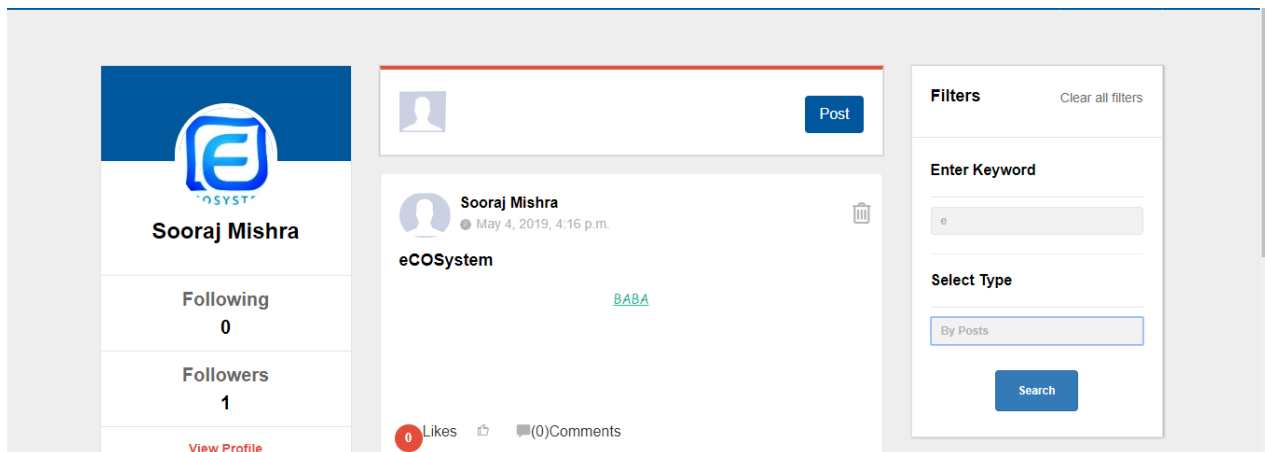 OSYST
Sooraj Mishra
Following
0
Followers
1
View Profile
Post
Sooraj Mishra
May 4, 2019, 4:16 p.m.
eCOSystem
BABA
0 Likes (0)Comments
Filters Clear all filters
Enter Keyword
e
Select Type
By Posts
Search